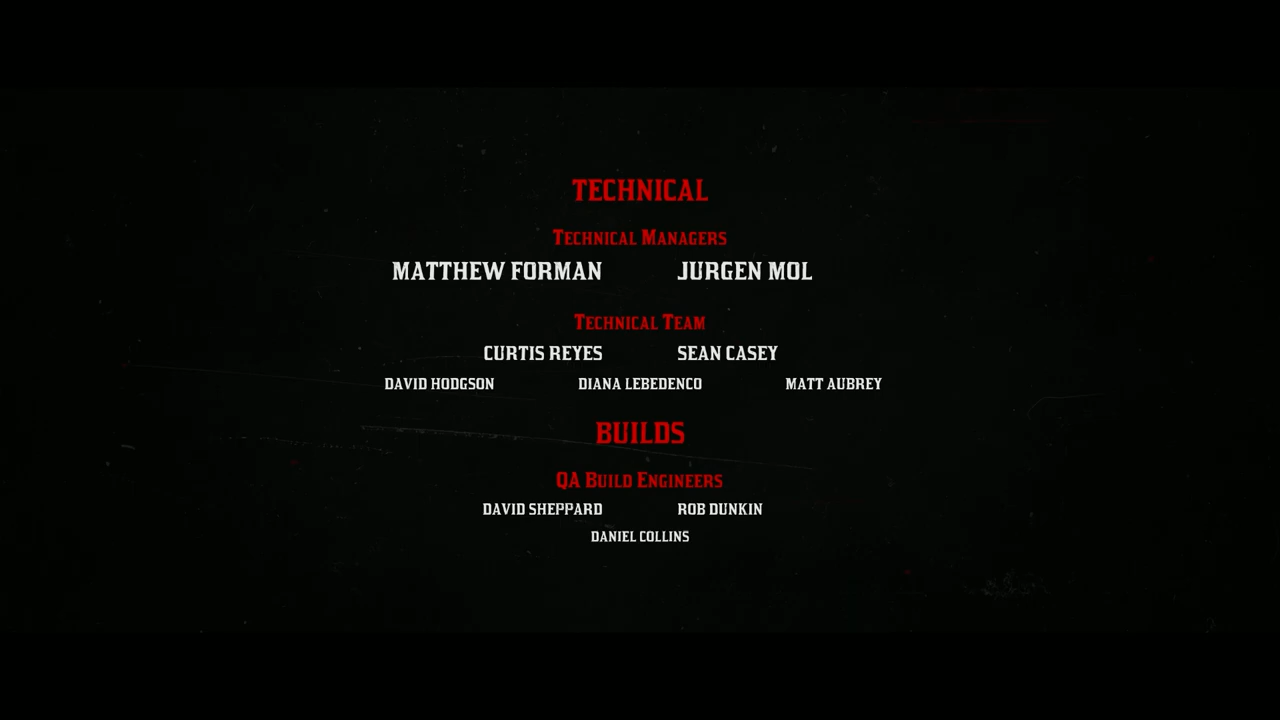 TECHNICAL
TECHNICAL MANAGERS
MATTHEW FORMAN JURGEN MOL
TECHNICAL TEAM
CURTIS REYES SEAN CASEY
DAVID HODGSON DIANA LEBEDENCO MATT AUBREY
BUILDS
QA BUILD ENGINEERS
DAVID SHEPPARD ROB DUNKIN
DANIEL COLLINS